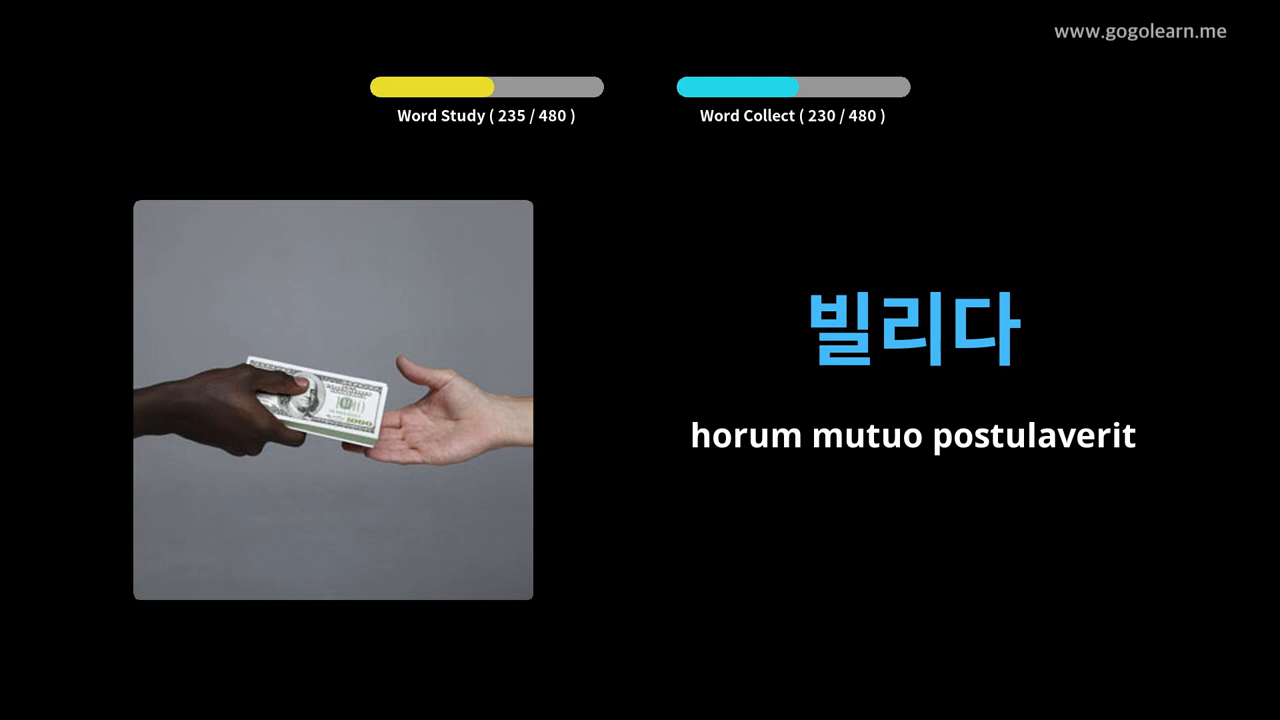 www.gogolearn.me
Word Study ( 235 / 480 )
Word Collect ( 230 / 480 )
빌리다
horum mutuo postulaverit